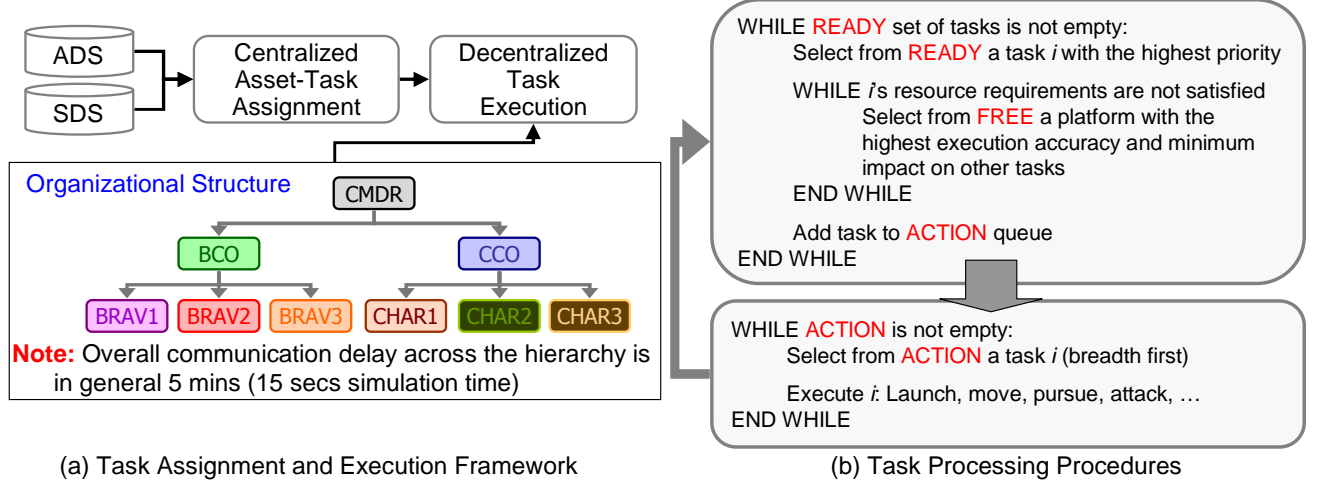 ADS
SDS
Centralized
Asset-Task
Assignment
Decentralized
Task
Execution
Organizational Structure
CMDR
BCO
CCO
BRAV1
BRAV2
BRAV3
CHAR1
CHAR2
CHAR3
Note: Overall communication delay across the hierarchy is
in general 5 mins (15 secs simulation time)
(a) Task Assignment and Execution Framework
WHILE READY set of tasks is not empty:
Select from READY a task i with the highest priority
WHILE i's resource requirements are not satisfied
Select from FREE a platform with the
highest execution accuracy and minimum
impact on other tasks
END WHILE
Add task to ACTION queue
END WHILE
WHILE ACTION is not empty:
Select from ACTION a task i (breadth first)
Execute i: Launch, move, pursue, attack, …
END WHILE
(b) Task Processing Procedures